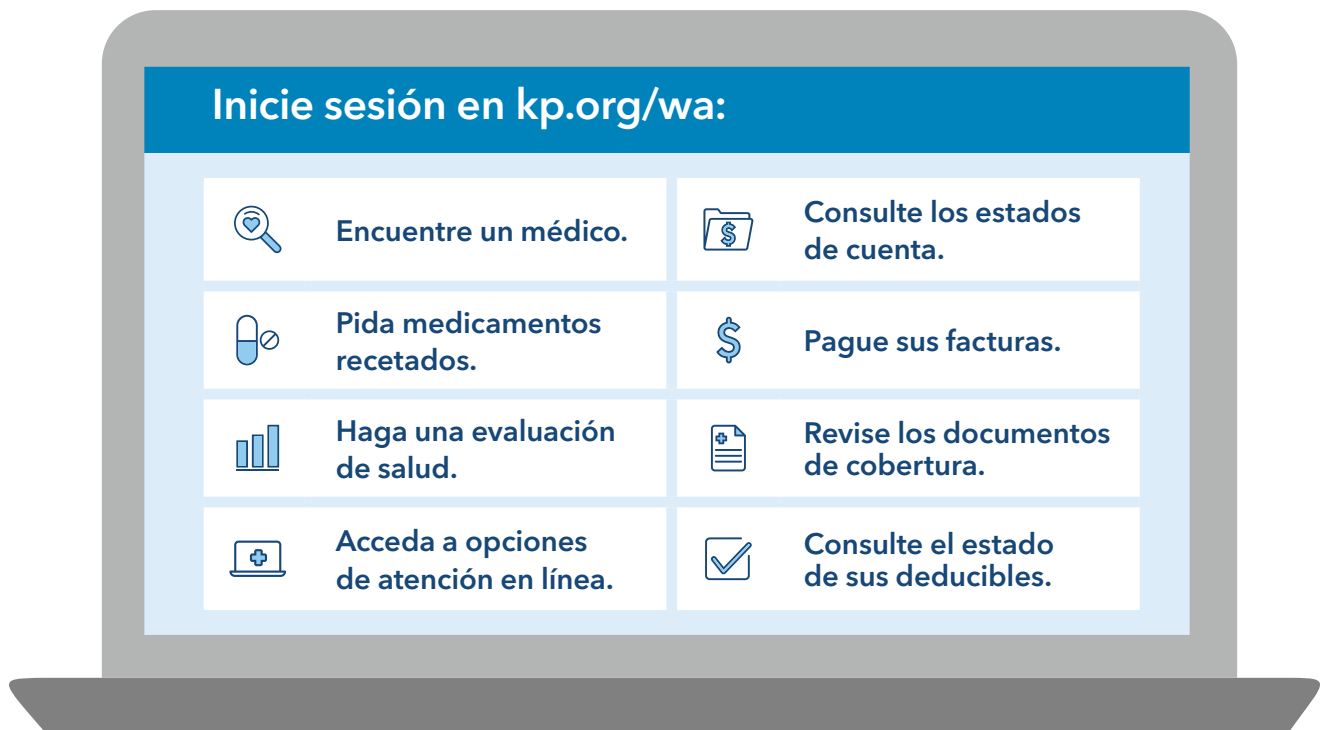 Inicie sesión en kp.org/wa:
Encuentre un médico.
Consulte los estados
de cuenta.
Pida medicamentos
recetados.
Pague sus facturas.
Haga una evaluación
de salud.
Revise los documentos
de cobertura.
Acceda a opciones
de atención en línea.
Consulte el estado
de sus deducibles.